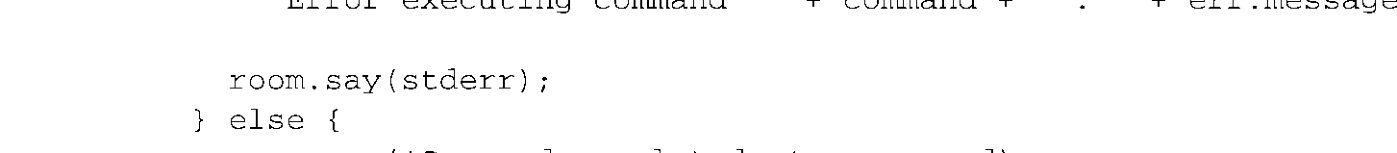 Error executing command + command + . + err.message
room.say(stderr);
} else {